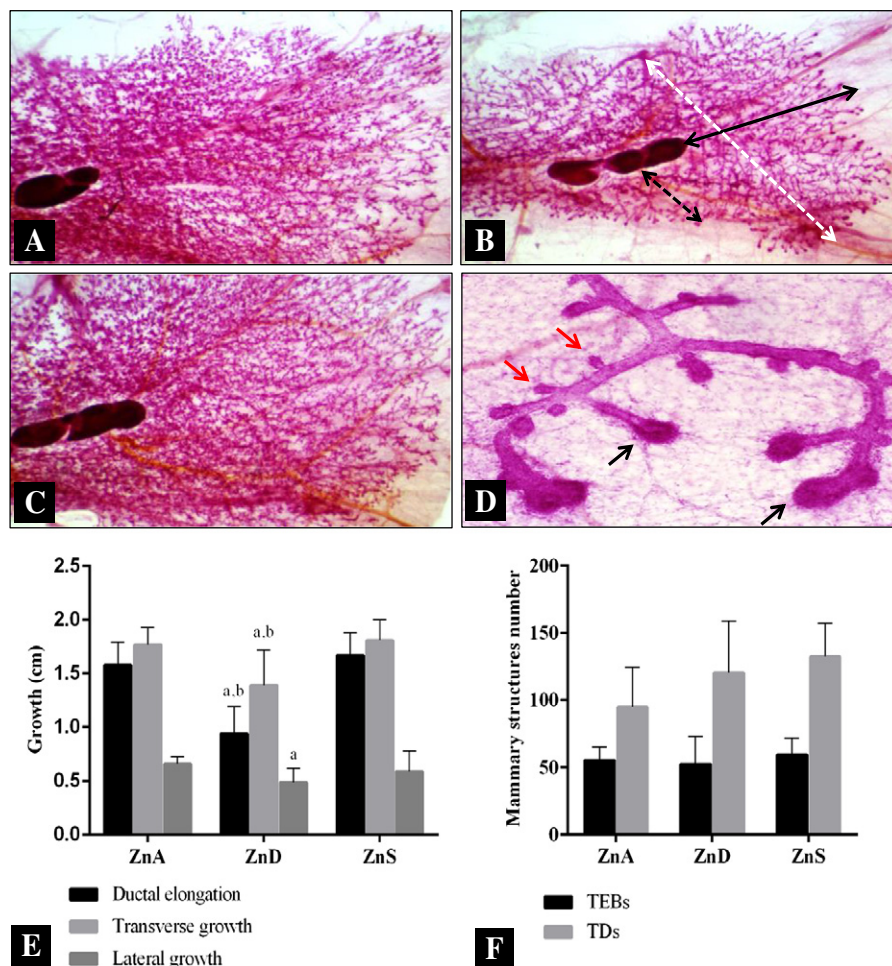 A
B
C
D
2.5
2.0
1.5
1.0
0.5
0.0
Growth (cm)
a,b
a,b
a
ZnA
ZnD
ZnS
Ductal elongation
Transverse growth
Lateral growth
E
200
150
100
50
0
Mammary structures number
ZnA
ZnD
ZnS
TEBs
TDs
F